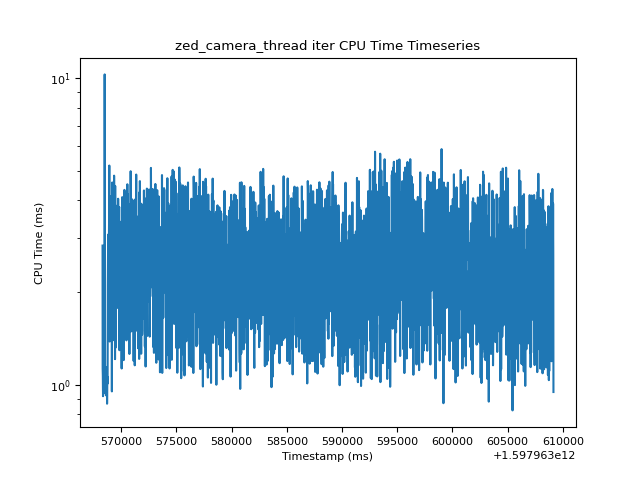 zed_camera_thread iter CPU Time Timeseries
10¹
10⁰
CPU Time (ms)
570000 575000 580000 585000 590000 595000 600000 605000 610000
Timestamp (ms)
+1.597963e12